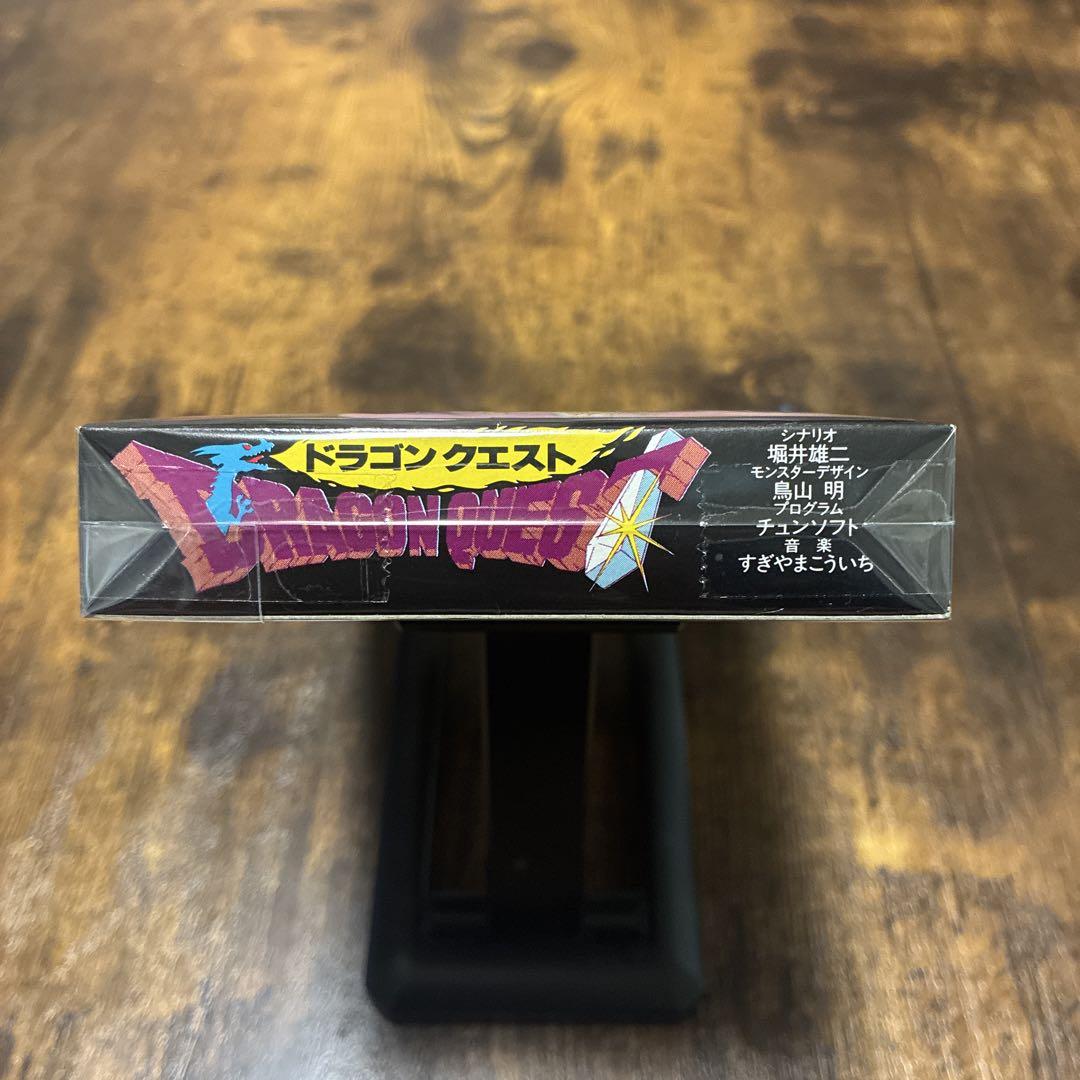 ドラゴンクエスト
DRAGON QUEST
シナリオ
堀井雄二
モンスターデザイン
鳥山 明
プログラム
チュンソフト
音 楽
すぎやまこういち